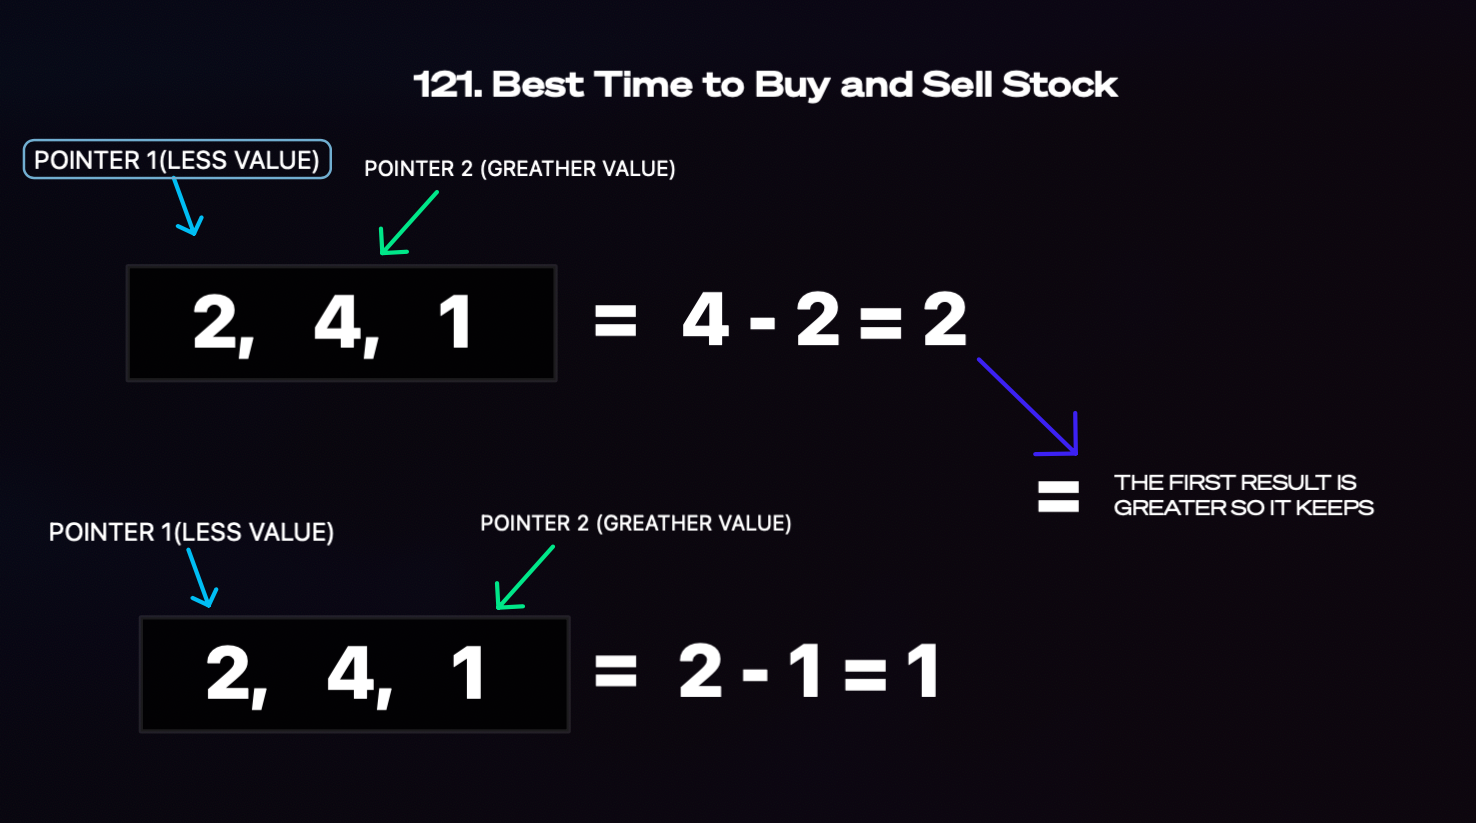 121. Best Time to Buy and Sell Stock
POINTER 1(LESS VALUE)
POINTER 2 (GREATHER VALUE)
2, 4, 1 = 4 - 2 = 2
= THE FIRST RESULT IS
GREATER SO IT KEEPS
POINTER 1(LESS VALUE)
POINTER 2 (GREATHER VALUE)
2, 4, 1 = 2 - 1 = 1